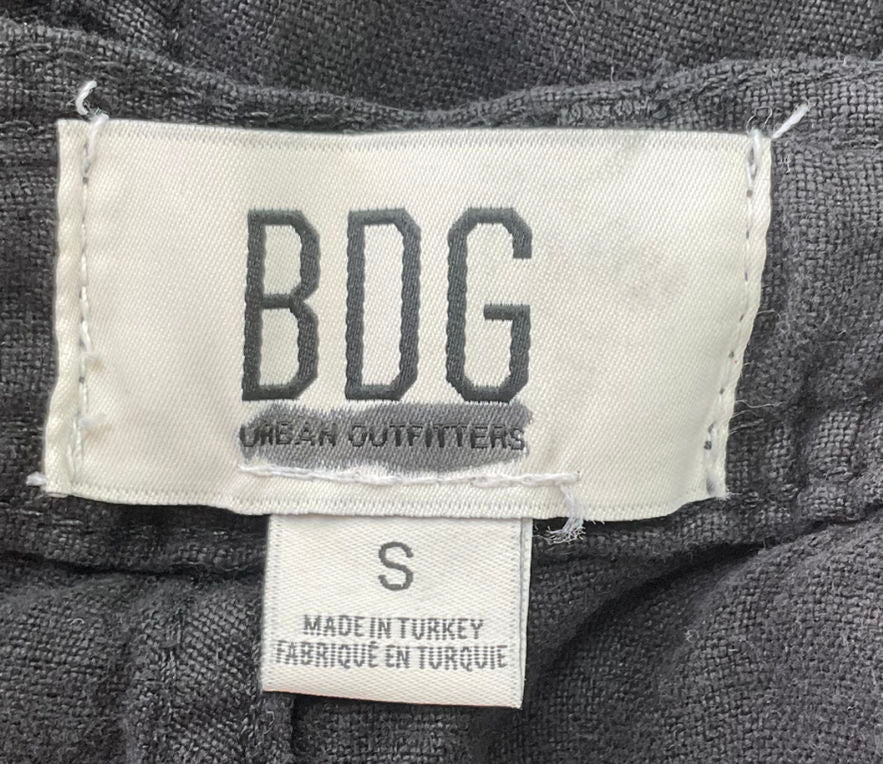 BDG
URBAN OUTFITTERS
S
MADE IN TURKEY
FABRIQUÉ EN TURQUIE